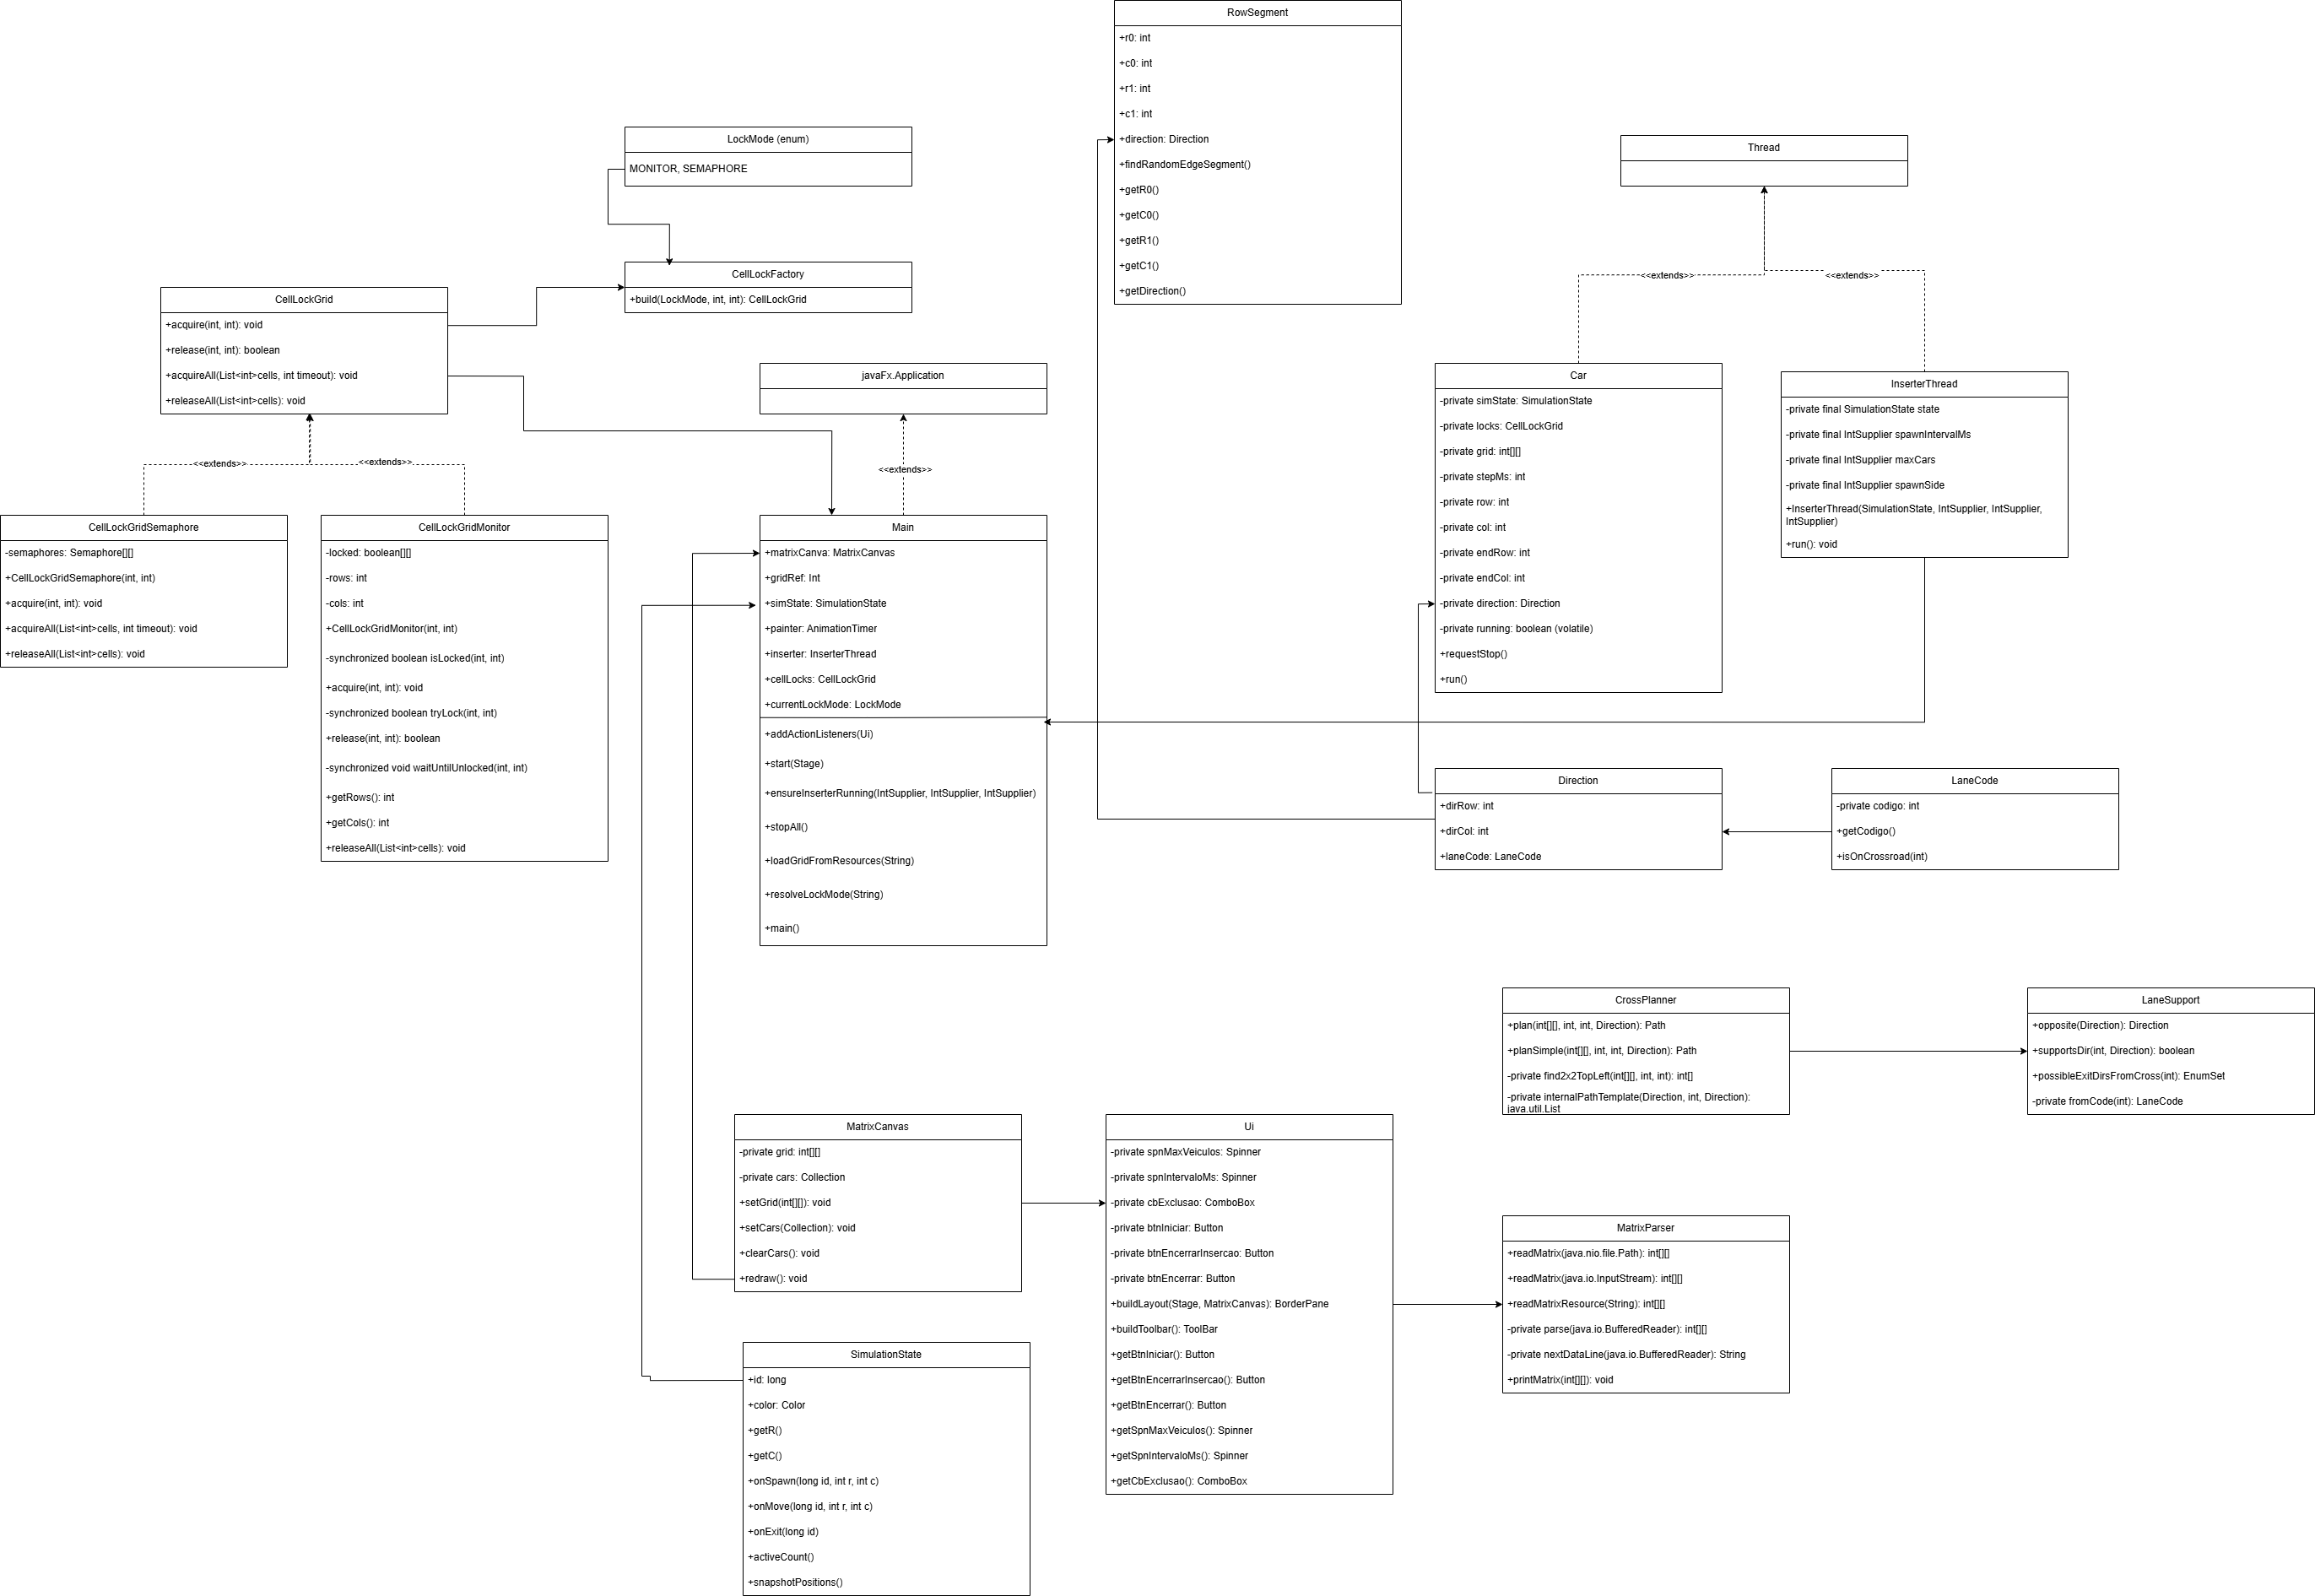 RowSegment
+r0: int
+c0: int
+r1: int
+c1: int
+direction: Direction
+findRandomEdgeSegment()
+getR0()
+getC0()
+getR1()
+getC1()
+getDirection()
LockMode (enum)
MONITOR, SEMAPHORE
Thread
CellLockFactory
+build(LockMode, int, int): CellLockGrid
CellLockGrid
+acquire(int, int): void
+release(int, int): boolean
+acquireAll(List<int>cells, int timeout): void
+releaseAll(List<int>cells): void
<<extends>>
<<extends>>
javaFx.Application
<<extends>>
<<extends>>
<<extends>>
Car
-private simState: SimulationState
-private locks: CellLockGrid
-private grid: int[][]
-private stepMs: int
-private row: int
-private col: int
-private endRow: int
-private endCol: int
-private direction: Direction
-private running: boolean (volatile)
+requestStop()
+run()
InserterThread
-private final SimulationState state
-private final IntSupplier spawnIntervalMs
-private final IntSupplier maxCars
-private final IntSupplier spawnSide
+InserterThread(SimulationState, IntSupplier, IntSupplier,
IntSupplier)
+run(): void
CellLockGridSemaphore
-semaphores: Semaphore[][]
+CellLockGridSemaphore(int, int)
+acquire(int, int): void
+acquireAll(List<int>cells, int timeout): void
+releaseAll(List<int>cells): void
CellLockGridMonitor
-locked: boolean[][]
-rows: int
-cols: int
+CellLockGridMonitor(int, int)
-synchronized boolean isLocked(int, int)
+acquire(int, int): void
-synchronized boolean tryLock(int, int)
+release(int, int): boolean
-synchronized void waitUntilUnlocked(int, int)
+getRows(): int
+getCols(): int
+releaseAll(List<int>cells): void
Main
+matrixCanva: MatrixCanvas
+gridRef: Int
+simState: SimulationState
+painter: AnimationTimer
+inserter: InserterThread
+cellLocks: CellLockGrid
+currentLockMode: LockMode
+addActionListeners(Ui)
+start(Stage)
+ensureInserterRunning(IntSupplier, IntSupplier, IntSupplier)
+stopAll()
+loadGridFromResources(String)
+resolveLockMode(String)
+main()
Direction
+dirRow: int
+dirCol: int
+laneCode: LaneCode
LaneCode
-private codigo: int
+getCodigo()
+isOnCrossroad(int)
CrossPlanner
+plan(int[][], int, int, Direction): Path
+planSimple(int[][], int, int, Direction): Path
-private find2x2TopLeft(int[][], int, int): int[]
-private internalPathTemplate(Direction, int, Direction):
java.util.List
LaneSupport
+opposite(Direction): Direction
+supportsDir(int, Direction): boolean
+possibleExitDirsFromCross(int): EnumSet
-private fromCode(int): LaneCode
MatrixCanvas
-private grid: int[][]
-private cars: Collection
+setGrid(int[][]): void
+setCars(Collection): void
+clearCars(): void
+redraw(): void
Ui
-private spnMaxVeiculos: Spinner
-private spnIntervaloMs: Spinner
-private cbExclusao: ComboBox
-private btnIniciar: Button
-private btnEncerrarInsercao: Button
-private btnEncerrar: Button
+buildLayout(Stage, MatrixCanvas): BorderPane
+buildToolbar(): ToolBar
+getBtnIniciar(): Button
+getBtnEncerrarInsercao(): Button
+getBtnEncerrar(): Button
+getSpnMaxVeiculos(): Spinner
+getSpnIntervaloMs(): Spinner
+getCbExclusao(): ComboBox
MatrixParser
+readMatrix(java.nio.file.Path): int[][]
+readMatrix(java.io.InputStream): int[][]
+readMatrixResource(String): int[][]
-private parse(java.io.BufferedReader): int[][]
-private nextDataLine(java.io.BufferedReader): String
+printMatrix(int[][]): void
SimulationState
+id: long
+color: Color
+getR()
+getC()
+onSpawn(long id, int r, int c)
+onMove(long id, int r, int c)
+onExit(long id)
+activeCount()
+snapshotPositions()